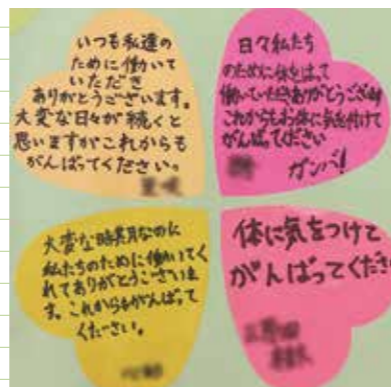 いつも私達の
ために働いて
いただき
ありがとうございます。
大変な日々が続くと
思いますがこれからも
がんばってください。
日々私たち
のために体をはって
働いていただきありがとうございます
これからもお体に気を付けて
がんばってください
ガンバ!
大変な時期なのに
私たちのために働いてく
れてありがとうございま
す。これからもがんばって
ください。
体に気をつけて
がんばってくださ